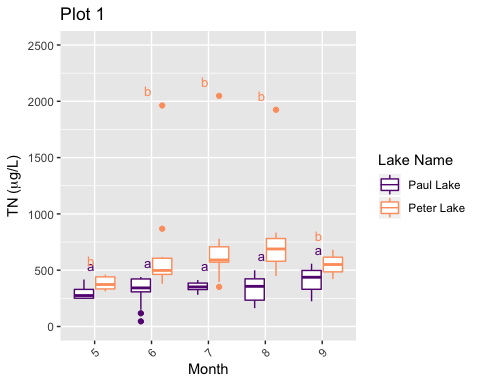 Plot 1
2500
2000
1500
1000
500
0
TN (μg/L)
b
a
b
a
b
a
b
a
b
a
5
6
7
8
9
Month
Lake Name
Paul Lake
Peter Lake